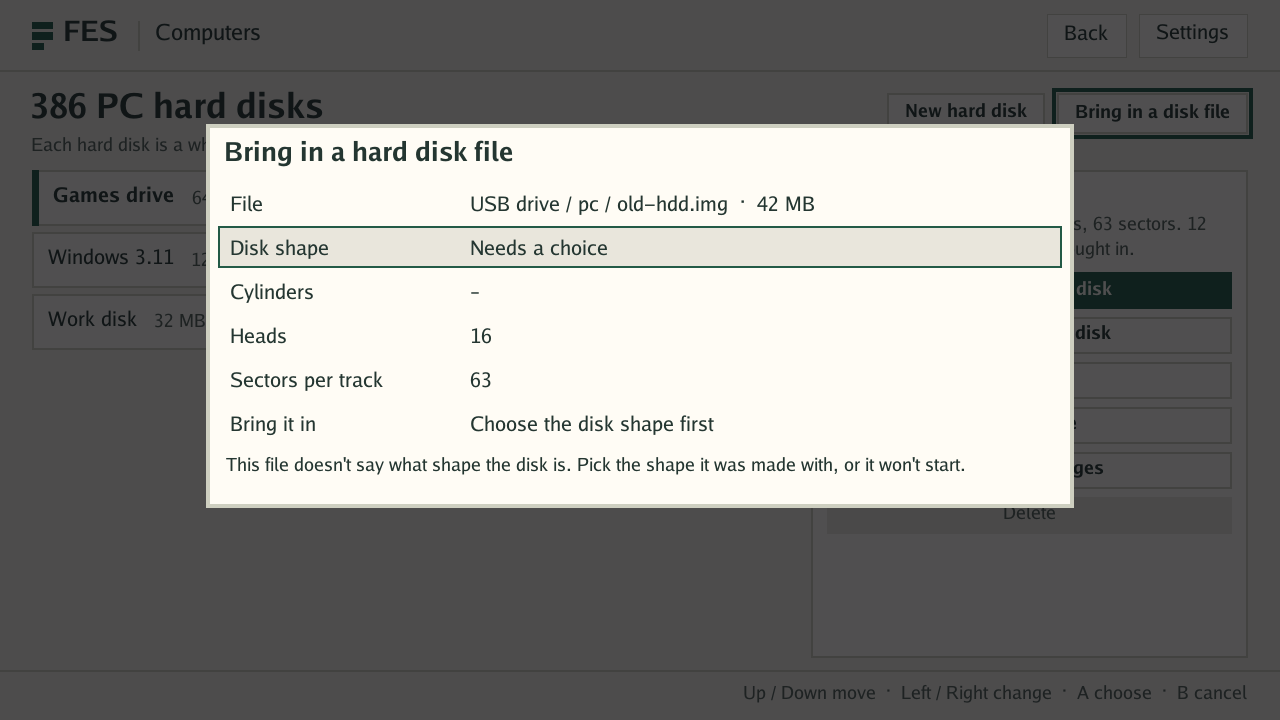 FES
Computers
Back
Settings
386 PC hard disks
New hard disk
Bring in a disk file
Each hard disk is a
Games drive
Windows 3.11
Work disk 32 MB
63 sectors. 12
in.
disk
disk
Delete
Bring in a hard disk file
File USB drive / pc / old-hdd.img · 42 MB
Disk shape Needs a choice
Cylinders –
Heads 16
Sectors per track 63
Bring it in Choose the disk shape first
This file doesn't say what shape the disk is. Pick the shape it was made with, or it won't start.
Up / Down move · Left / Right change · A choose · B cancel